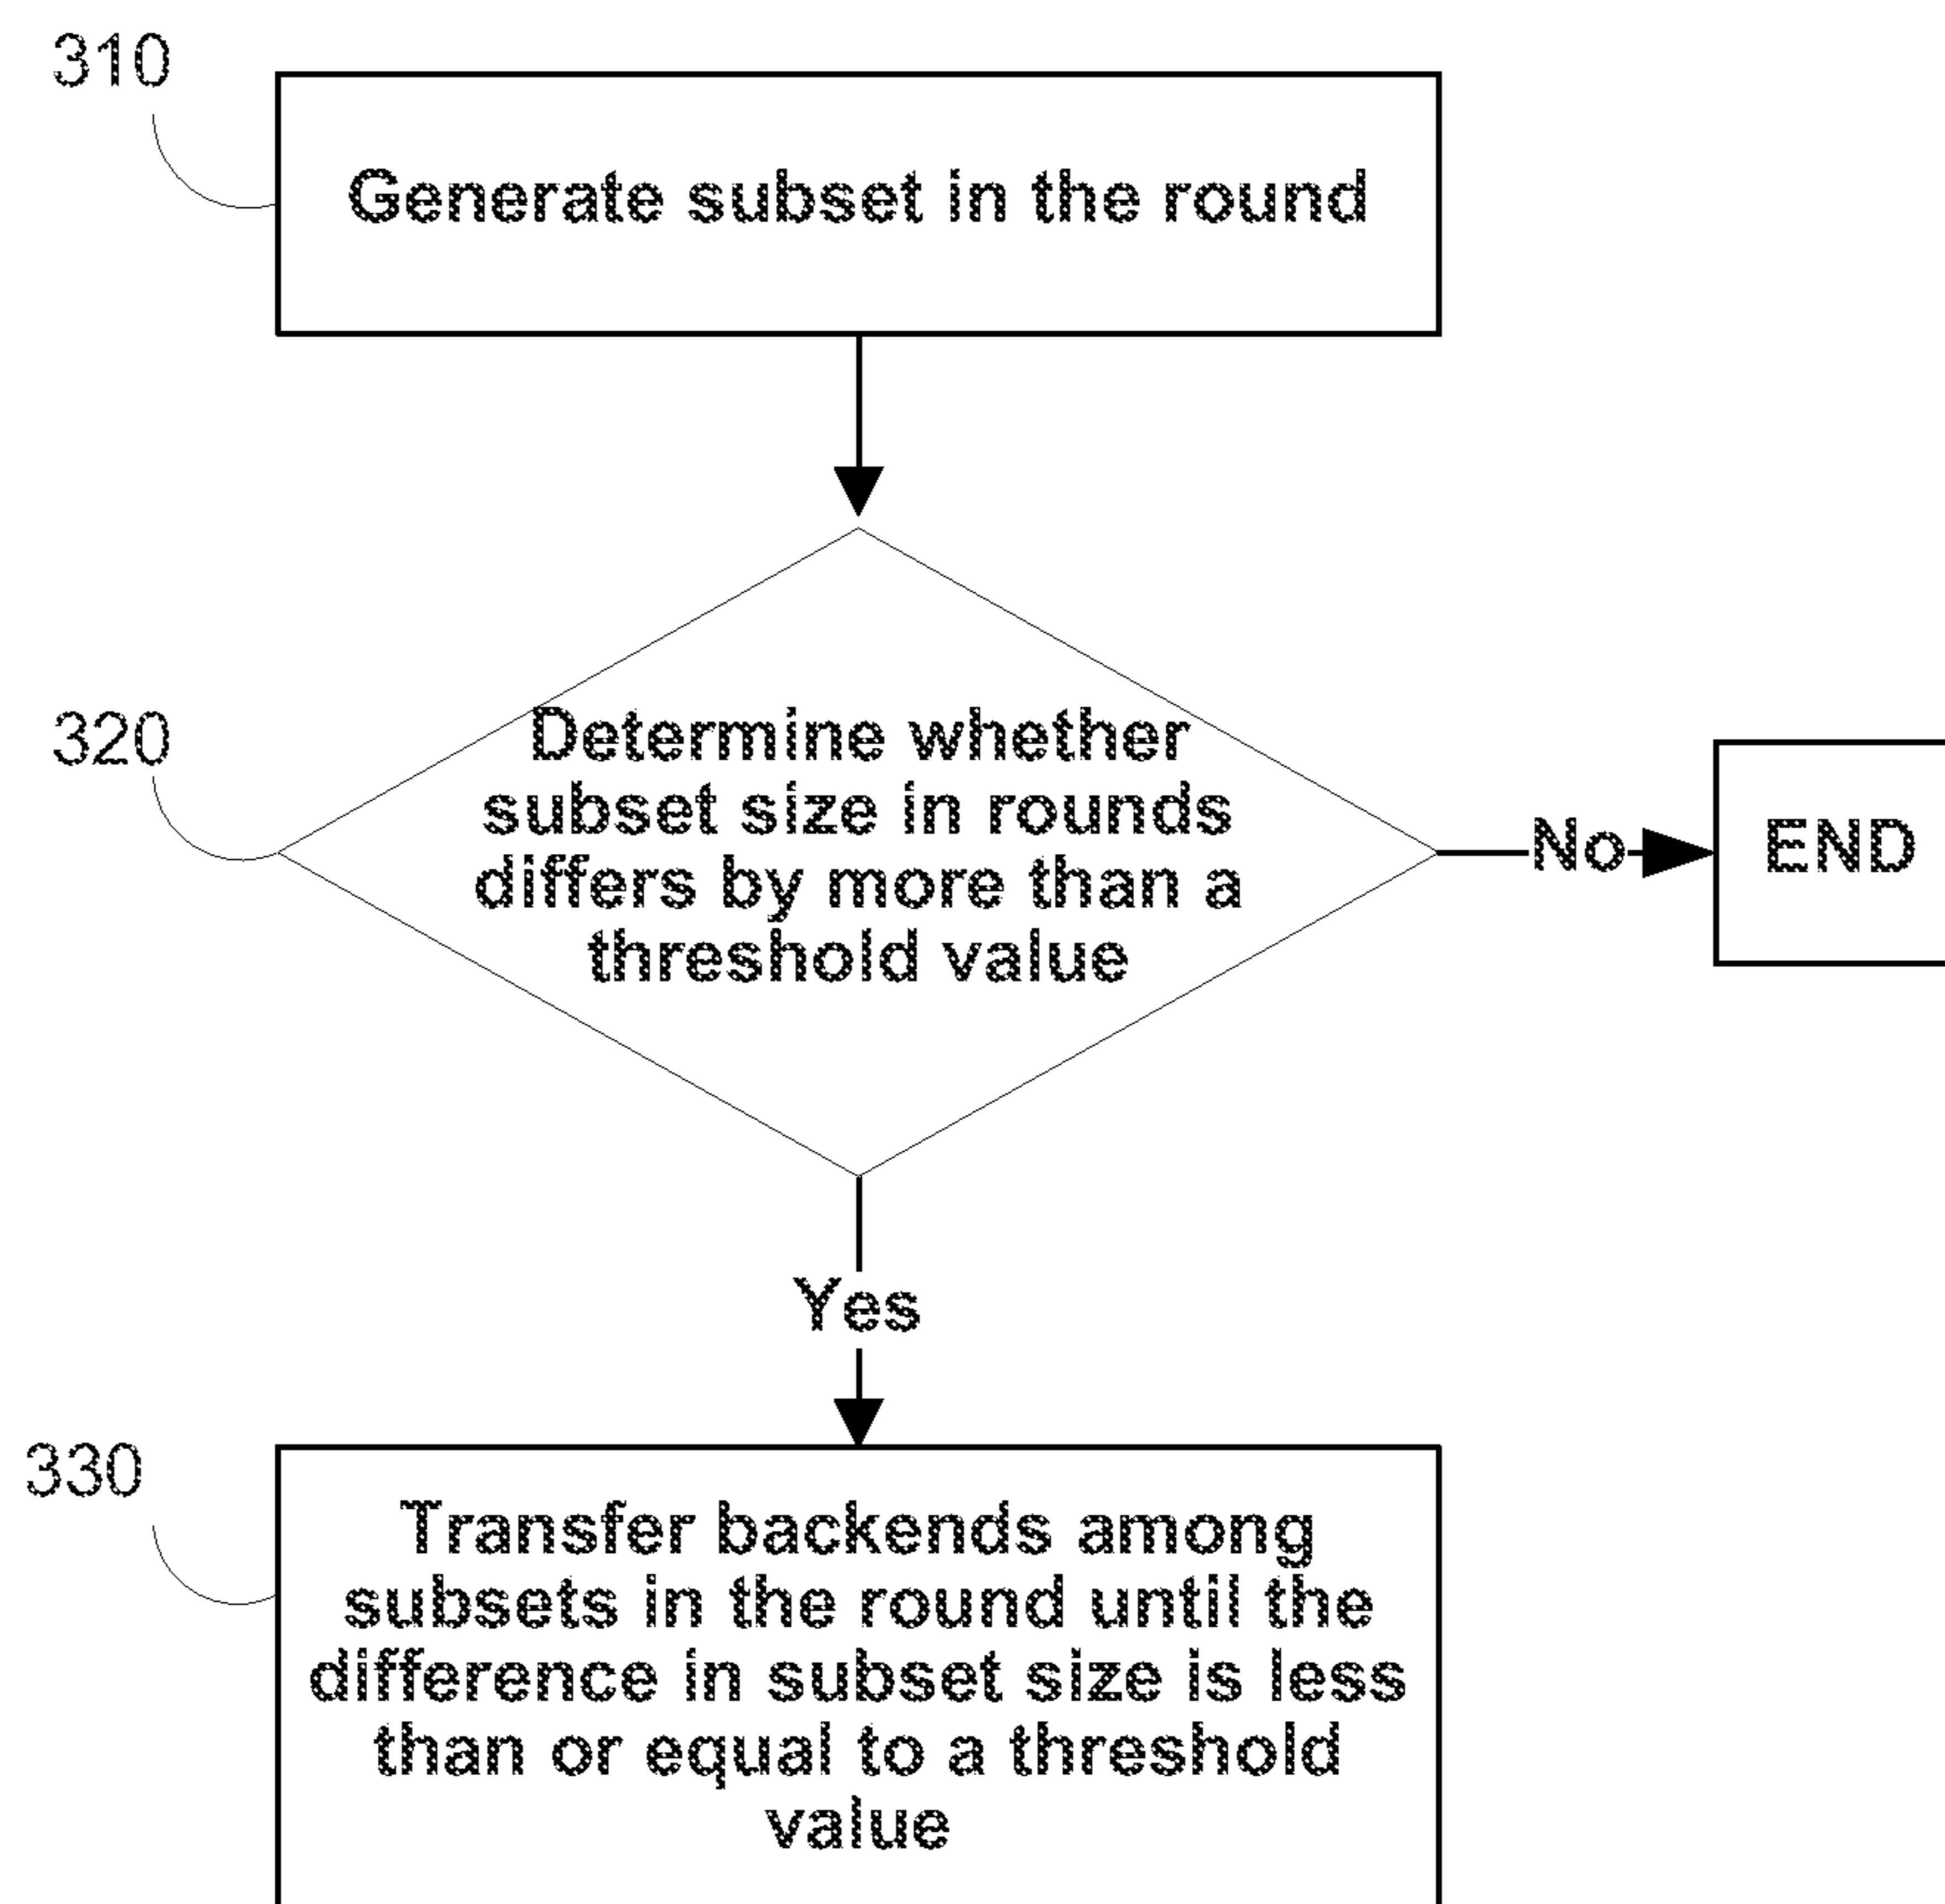 310
Generate subset in the round
320
Determine whether
subset size in rounds
differs by more than a
threshold value
No
END
Yes
330
Transfer backends among
subsets in the round until the
difference in subset size is less
than or equal to a threshold
value